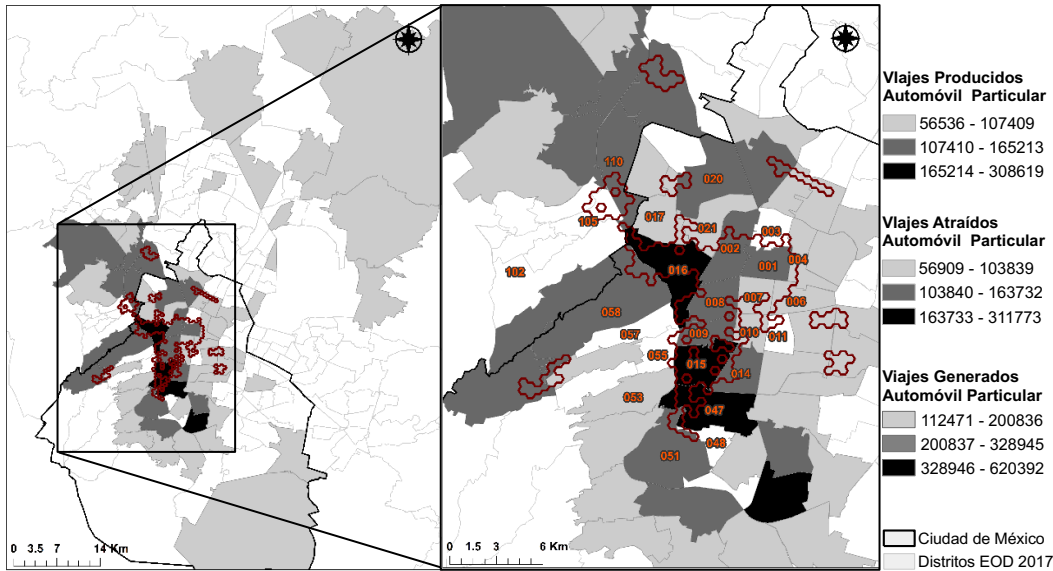 110
020
105
017
021
003
002
004
102
016
001
008
007
006
058
057
009
010
011
055
015
014
053
047
048
051
0 3.5 7 14 Km
0 1.5 3 6 Km
VIajes Producidos
Automóvil Particular
56536 - 107409
107410 - 165213
165214 - 308619
VIajes Atraídos
Automóvil Particular
56909 - 103839
103840 - 163732
163733 - 311773
Viajes Generados
Automóvil Particular
112471 - 200836
200837 - 328945
328946 - 620392
Ciudad de México
Distritos EOD 2017